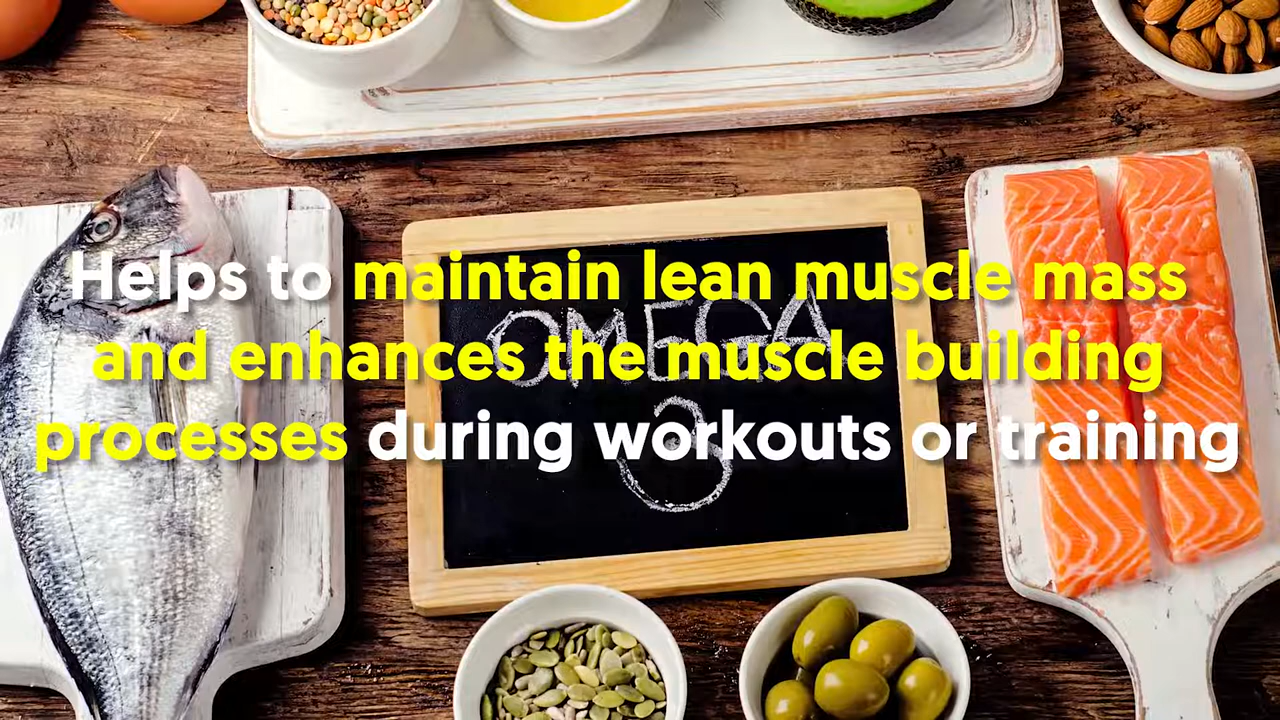 Helps to maintain lean muscle mass
and enhances the muscle building
processes during workouts or training
OMEGA
3